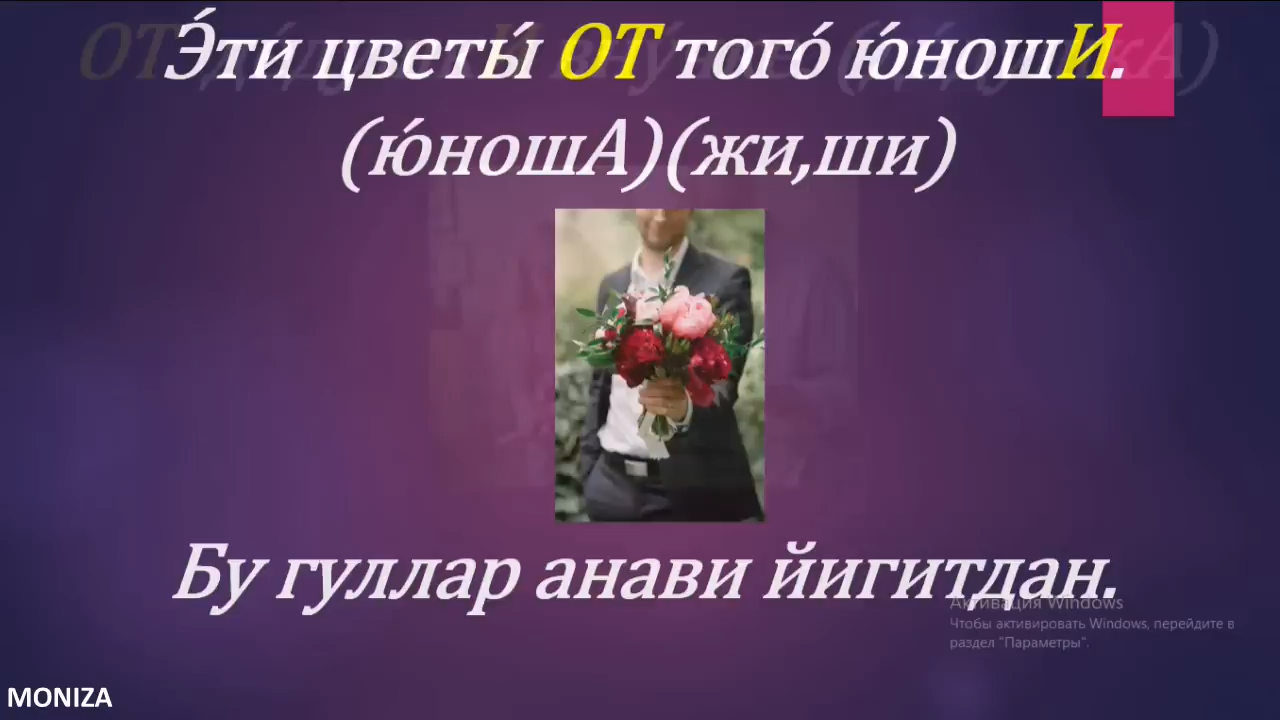 Э́ти цветы́ ОТ того́ ю́ношИ.
(ю́ношА)(жи,ши)
Бу гуллар анави йигитдан.
Активация Windows
Чтобы активировать Windows, перейдите в
раздел "Параметры".
MONIZA